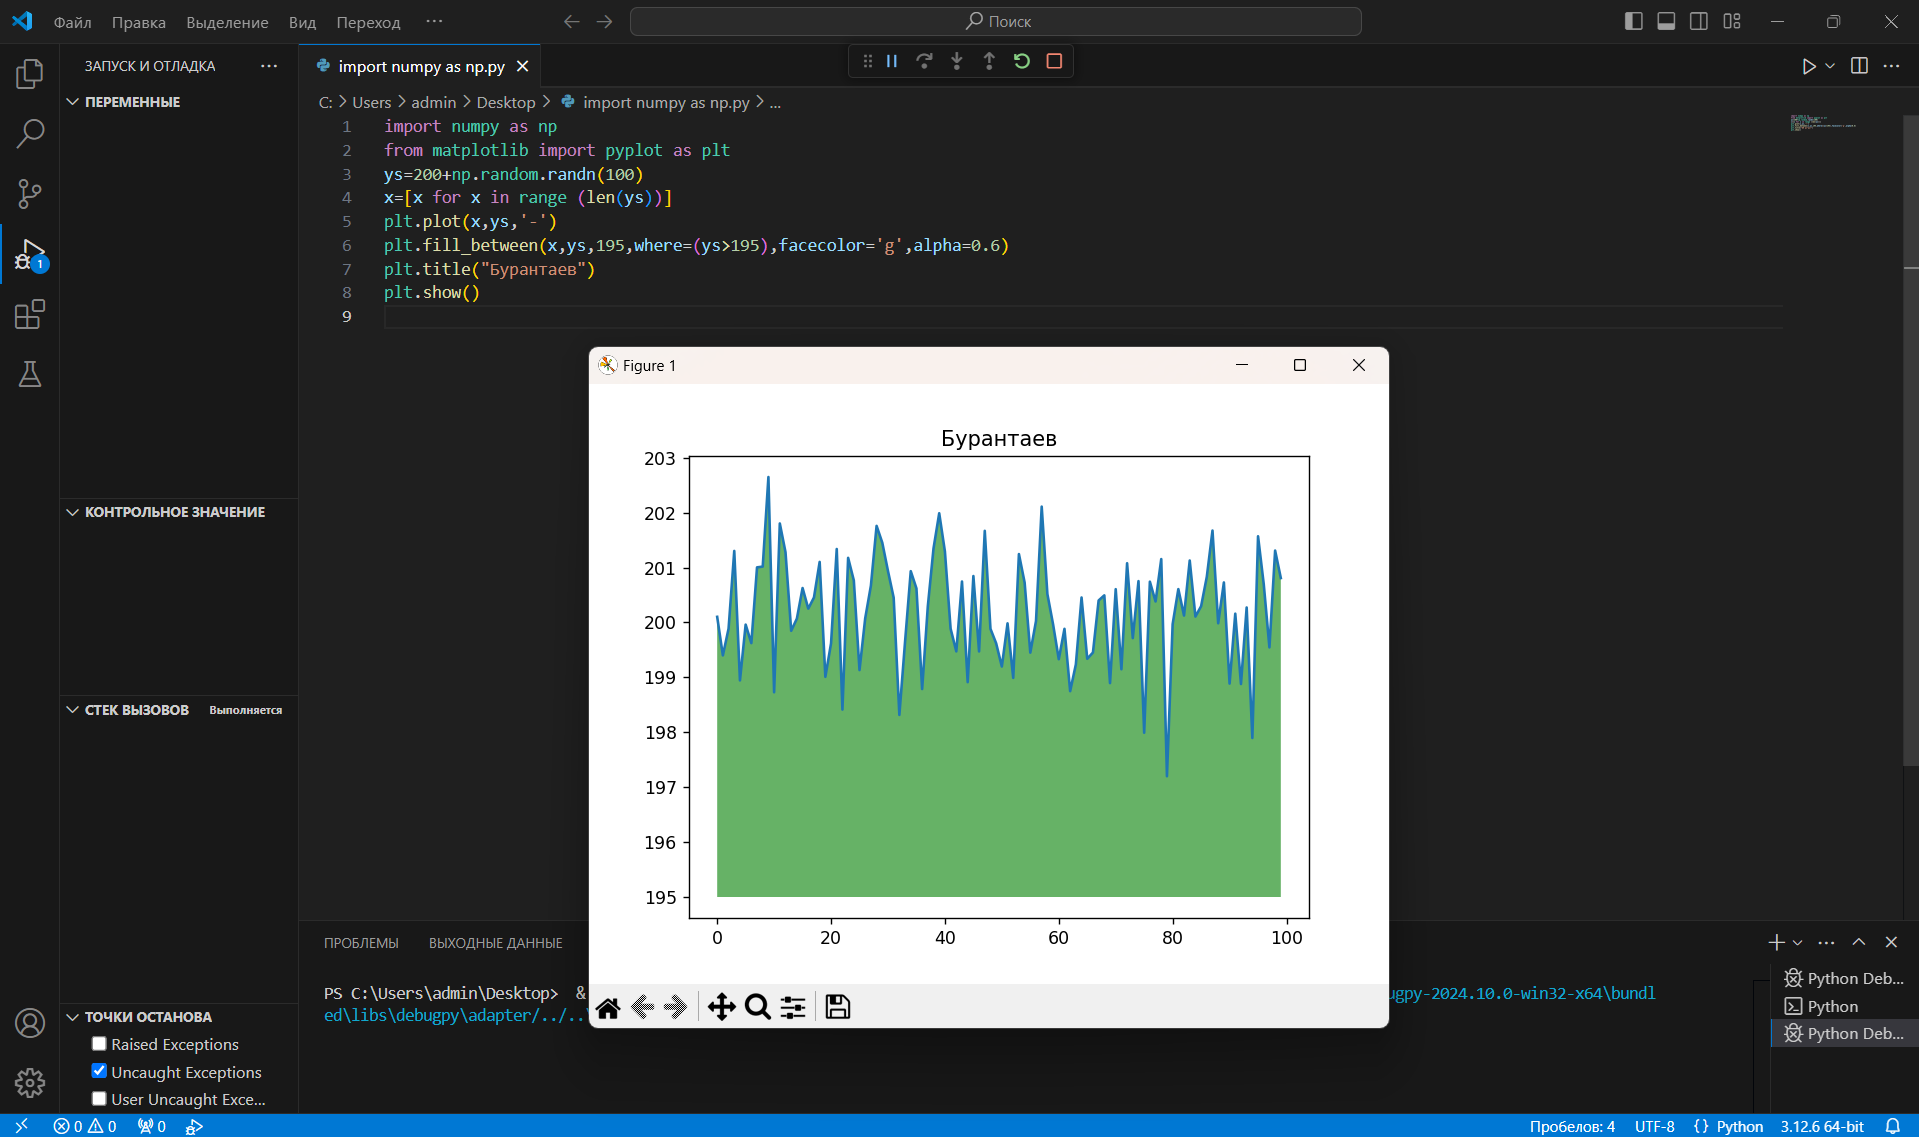 Файл Правка Выделение Вид Переход ··· Поиск
ЗАПУСК И ОТЛАДКА ···
ПЕРЕМЕННЫЕ
КОНТРОЛЬНОЕ ЗНАЧЕНИЕ
СТЕК ВЫЗОВОВ Выполняется
ТОЧКИ ОСТАНОВА
Raised Exceptions
Uncaught Exceptions
User Uncaught Exce...
1
import numpy as np.py
C: > Users > admin > Desktop > import numpy as np.py > ...
1 import numpy as np
2 from matplotlib import pyplot as plt
3 ys=200+np.random.randn(100)
4 x=[x for x in range (len(ys))]
5 plt.plot(x,ys,'-')
6 plt.fill_between(x,ys,195,where=(ys>195),facecolor='g',alpha=0.6)
7 plt.title("Бурантаев")
8 plt.show()
9
Figure 1
Бурантаев
203
202
201
200
199
198
197
196
195
0 20 40 60 80 100
ПРОБЛЕМЫ ВЫХОДНЫЕ ДАННЫЕ
PS C:\Users\admin\Desktop> & ugpy-2024.10.0-win32-x64\bundl
ed\libs\debugpy\adapter/../..\
Python Deb...
Python
Python Deb...
0 0 0 Пробелов: 4 UTF-8 {} Python 3.12.6 64-bit